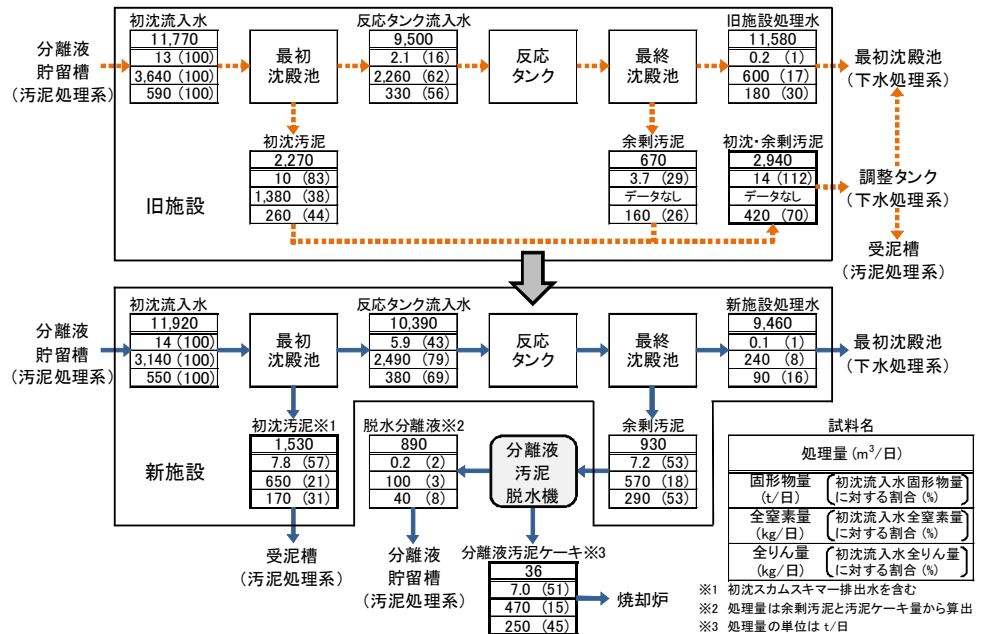 初沈流入水
11,770
13 (100)
3,640 (100)
590 (100)
反応タンク流入水
9,500
2.1 (16)
2,260 (62)
330 (56)
旧施設処理水
11,580
0.2 (1)
600 (17)
180 (30)
分離液
貯留槽
(汚泥処理系)
最初
沈殿池
反応
タンク
最終
沈殿池
最初沈殿池
(下水処理系)
初沈汚泥
2,270
10 (83)
1,380 (38)
260 (44)
余剰汚泥
670
3.7 (29)
データなし
160 (26)
初沈・余剰汚泥
2,940
14 (112)
データなし
420 (70)
調整タンク
(下水処理系)
旧施設
受泥槽
(汚泥処理系)
初沈流入水
11,920
14 (100)
3,140 (100)
550 (100)
反応タンク流入水
10,390
5.9 (43)
2,490 (79)
380 (69)
新施設処理水
9,460
0.1 (1)
240 (8)
90 (16)
分離液
貯留槽
(汚泥処理系)
最初
沈殿池
反応
タンク
最終
沈殿池
最初沈殿池
(下水処理系)
初沈汚泥※1
1,530
7.8 (57)
650 (21)
170 (31)
脱水分離液※2
890
0.2 (2)
100 (3)
40 (8)
分離液
汚泥
脱水機
余剰汚泥
930
7.2 (53)
570 (18)
290 (53)
新施設
受泥槽
(汚泥処理系)
分離液
貯留槽
(汚泥処理系)
分離液汚泥ケーキ※3
36
7.0 (51)
470 (15)
250 (45)
焼却炉
試料名
処理量 (m³/日)
固形物量
(t/日)
初沈流入水固形物量
に対する割合 (%)
全窒素量
(kg/日)
初沈流入水全窒素量
に対する割合 (%)
全りん量
(kg/日)
初沈流入水全りん量
に対する割合 (%)
※1 初沈スカムスキマー排出水を含む
※2 処理量は余剰汚泥と汚泥ケーキ量から算出
※3 処理量の単位は t/日